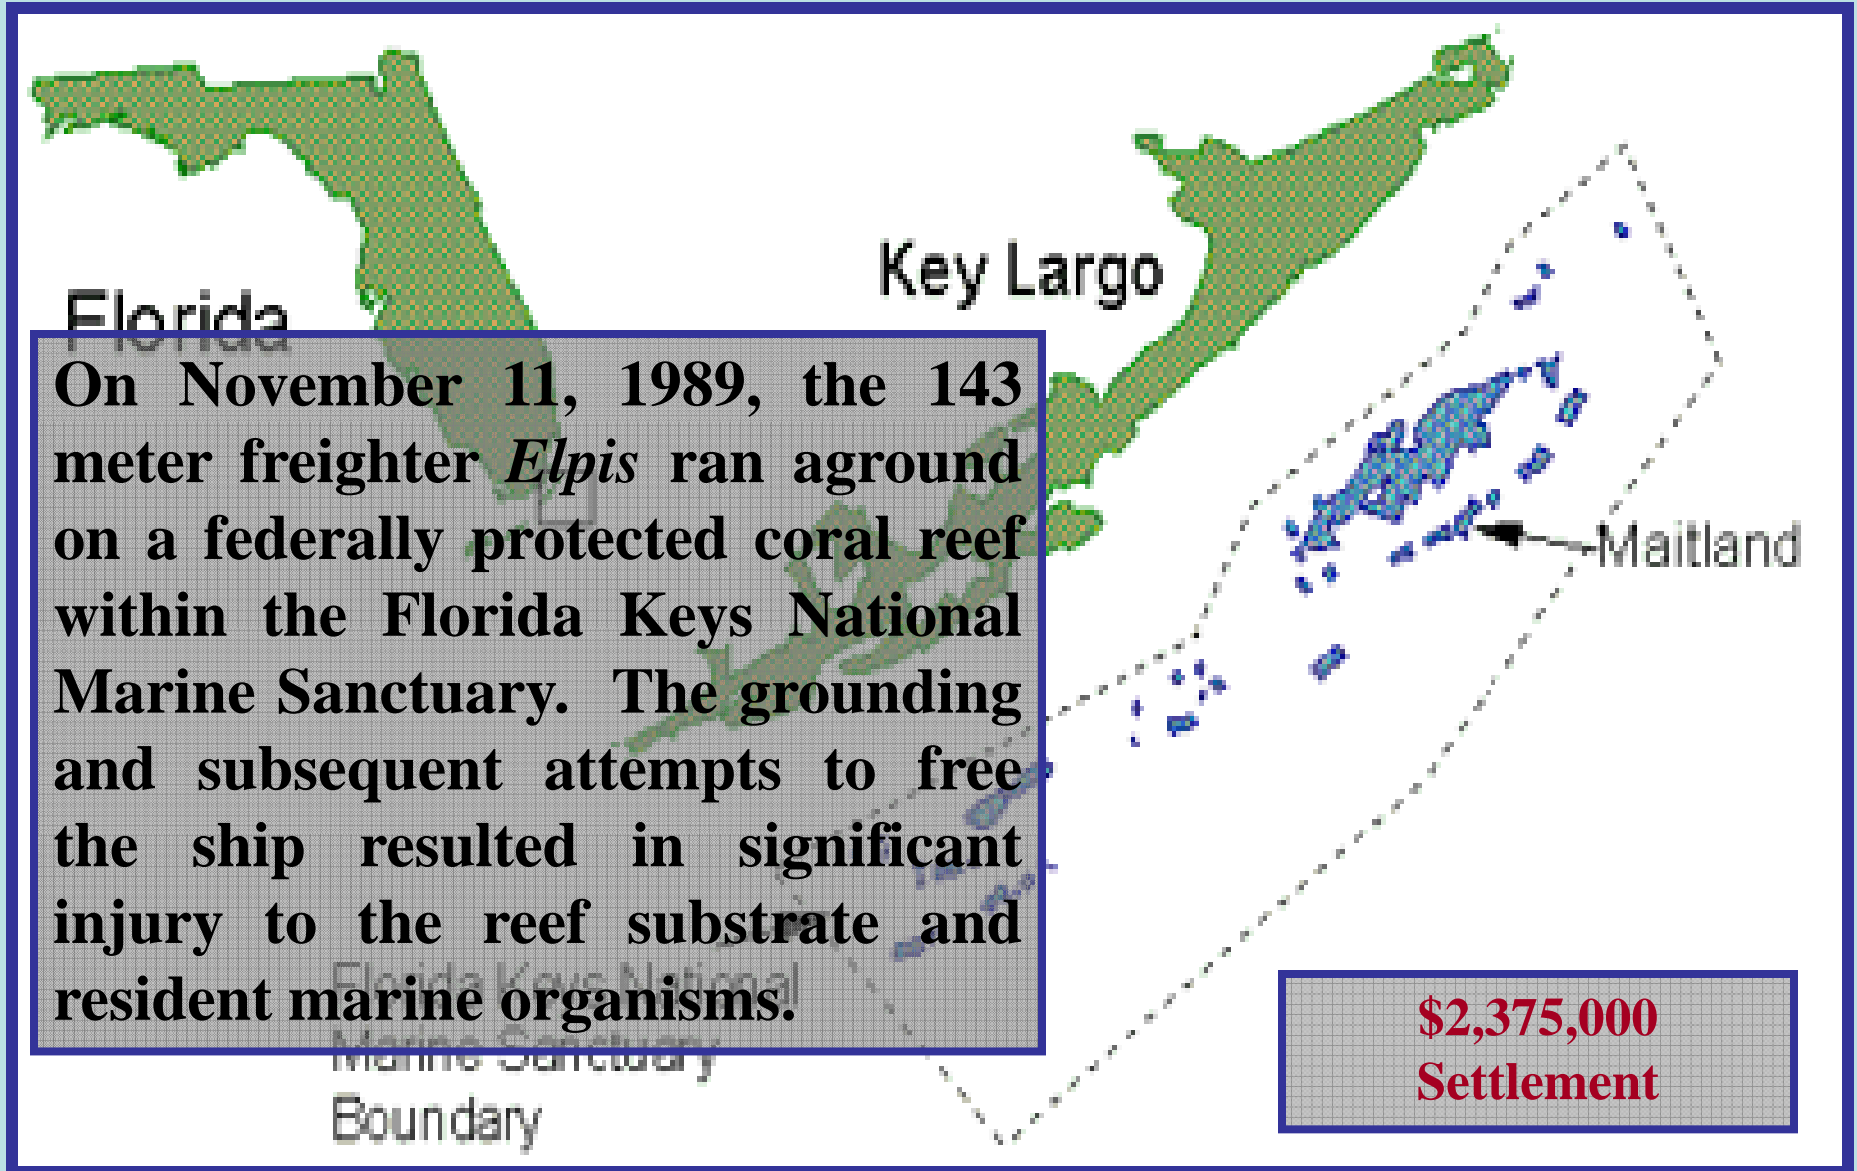 Florida
Key Largo
On November 11, 1989, the 143
meter freighter Elpis ran aground
on a federally protected coral reef
within the Florida Keys National
Marine Sanctuary. The grounding
and subsequent attempts to free
the ship resulted in significant
injury to the reef substrate and
resident marine organisms.
Maitland
Florida Keys National
Marine Sanctuary
Boundary
$2,375,000
Settlement